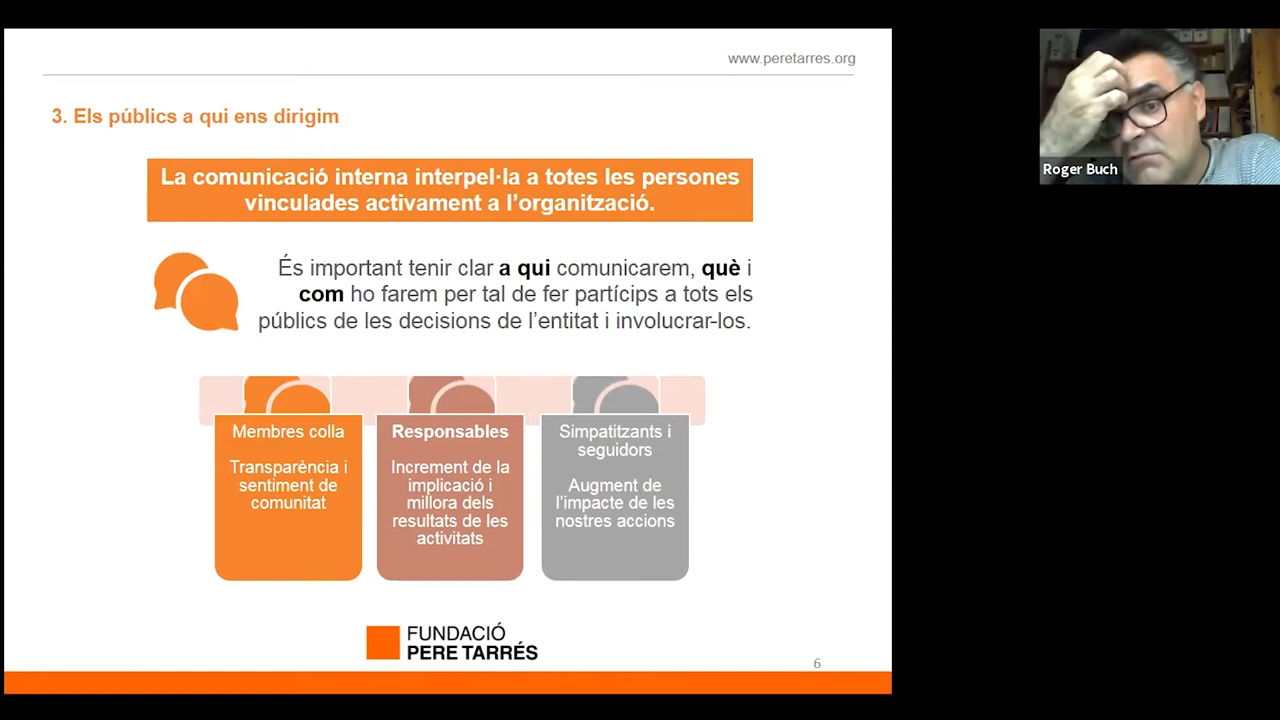 www.peretarres.org
3. Els públics a qui ens dirigim
La comunicació interna interpel·la a totes les persones
vinculades activament a l’organització.
És important tenir clar a qui comunicarem, què i
com ho farem per tal de fer partícips a tots els
públics de les decisions de l’entitat i involucrar-los.
Membres colla
Transparència i
sentiment de
comunitat
Responsables
Increment de la
implicació i
millora dels
resultats de les
activitats
Simpatitzants i
seguidors
Augment de
l’impacte de les
nostres accions
FUNDACIÓ
PERE TARRÉS
6
Roger Buch